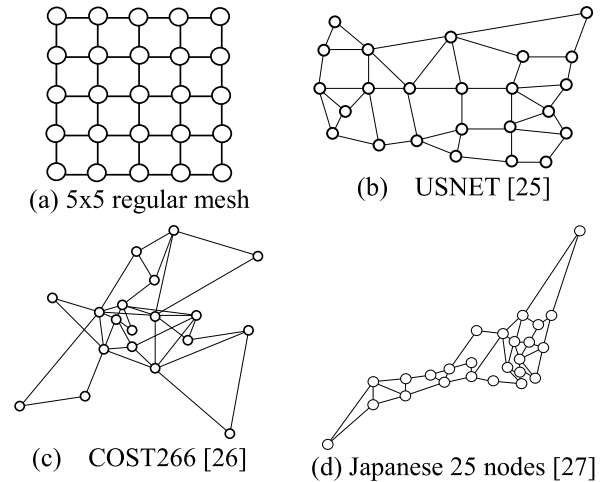 (a) 5x5 regular mesh
(b) USNET [25]
(c) COST266 [26]
(d) Japanese 25 nodes [27]